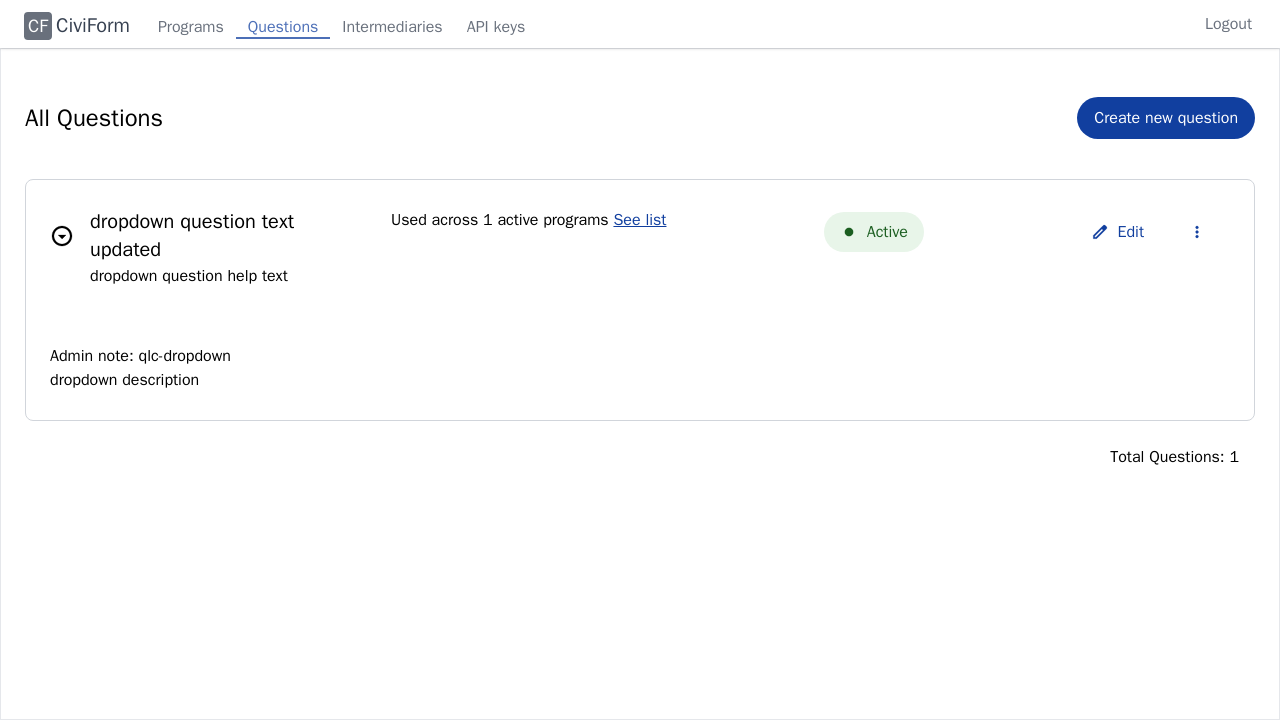 CF CiviForm Programs Questions Intermediaries API keys Logout
All Questions
Create new question
dropdown question text
updated
dropdown question help text
Used across 1 active programs See list
Active
Edit
Admin note: qlc-dropdown
dropdown description
Total Questions: 1